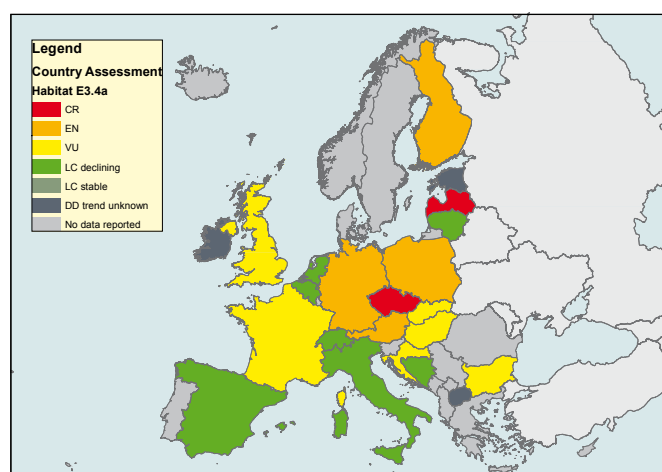 Legend
Country Assessment
Habitat E3.4a
CR
EN
VU
LC declining
LC stable
DD trend unknown
No data reported